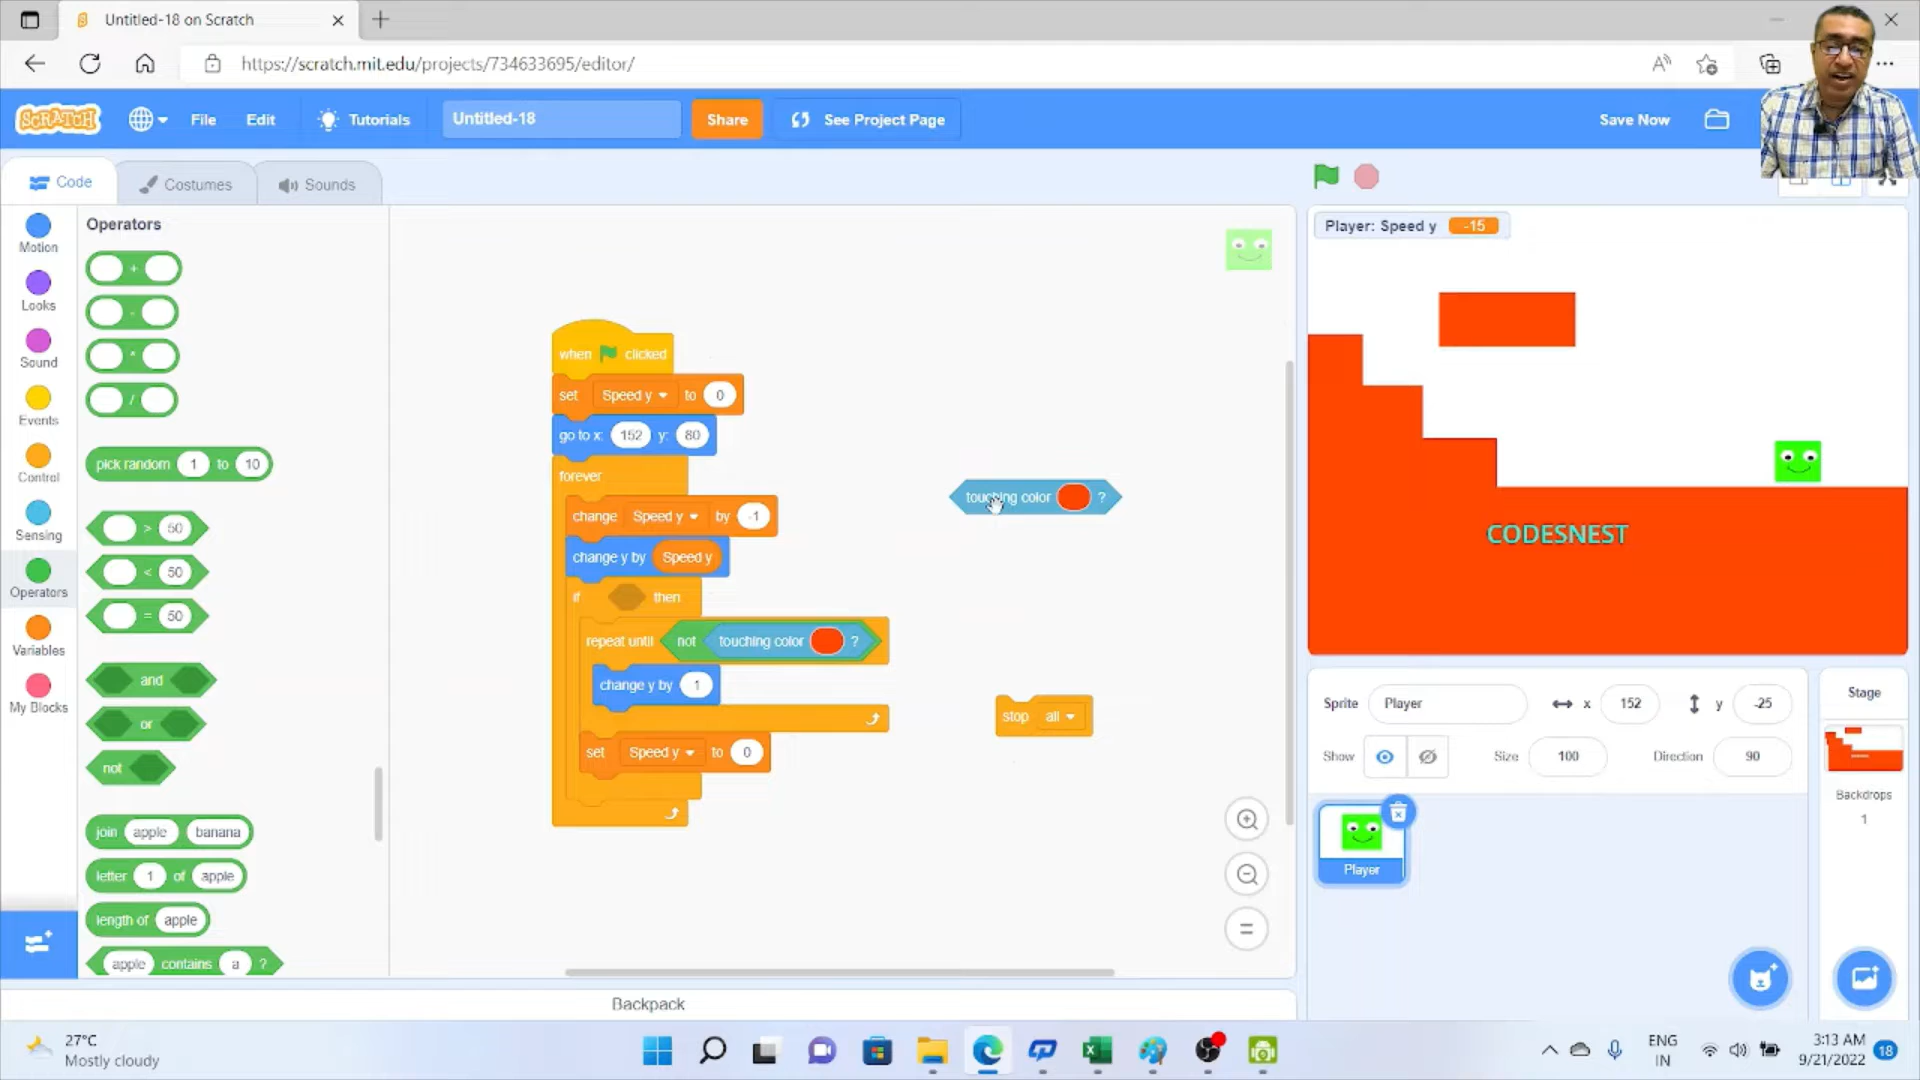 Untitled-18 on Scratch
https://scratch.mit.edu/projects/734633695/editor/
SCRATCH
File
Edit
Tutorials
Untitled-18
Share
See Project Page
Save Now
Code
Costumes
Sounds
Motion
Looks
Sound
Events
Control
Sensing
Operators
Variables
My Blocks
Operators
+
-
*
/
pick random 1 to 10
> 50
< 50
= 50
and
or
not
join apple banana
letter 1 of apple
length of apple
apple contains a ?
when clicked
set Speed y to 0
go to x: 152 y: 80
forever
change Speed y by -1
change y by Speed y
if then
repeat until not touching color ?
change y by 1
set Speed y to 0
touching color ?
stop all
Player: Speed y -15
CODESNEST
Sprite Player x 152 y -25
Show Size 100 Direction 90
Player
Stage
Backdrops
1
Backpack
27°C
Mostly cloudy
ENG
IN
3:13 AM
9/21/2022
18